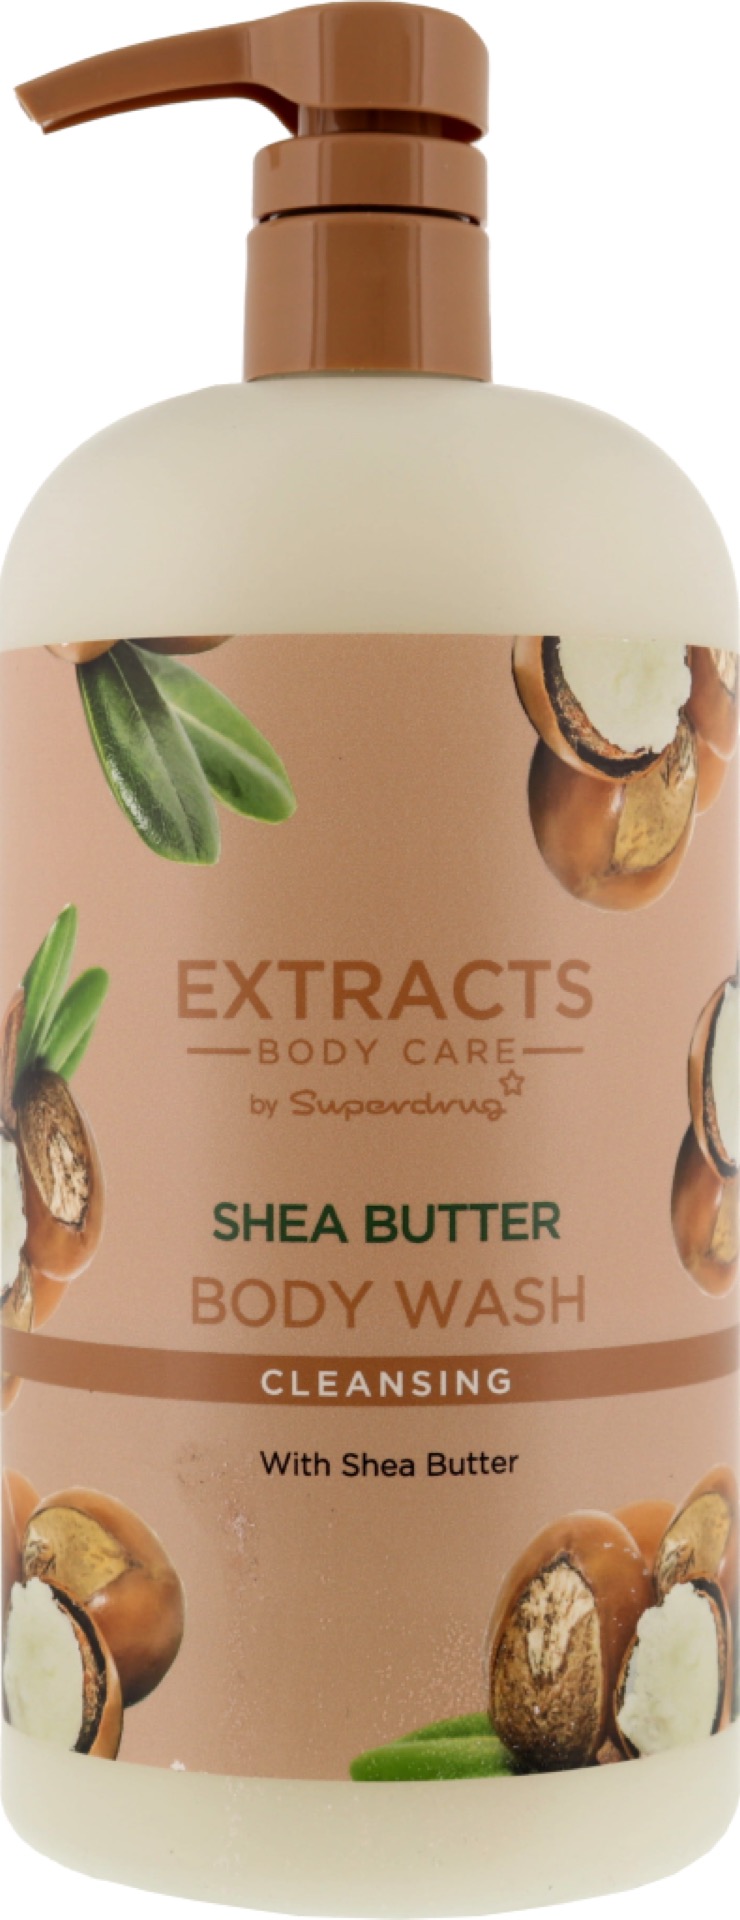 EXTRACTS
BODY CARE
by Superdrug
SHEA BUTTER
BODY WASH
CLEANSING
With Shea Butter